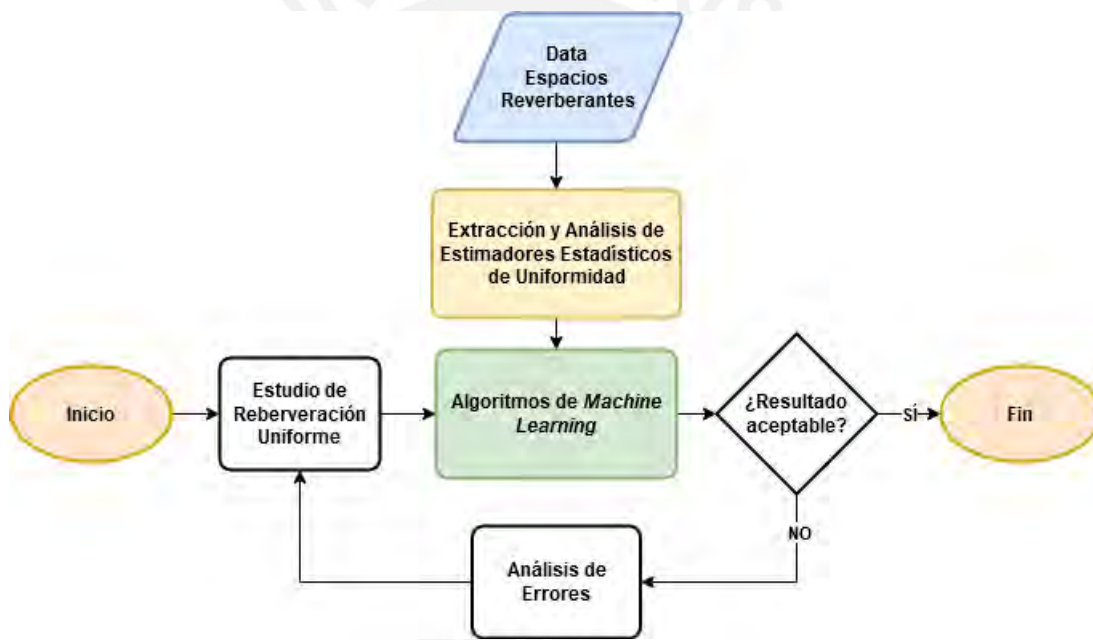 Data
Espacios
Reverberantes
Extracción y Análisis de
Estimadores Estadísticos
de Uniformidad
Inicio
Estudio de
Reberveración
Uniforme
Algoritmos de Machine
Learning
¿Resultado
aceptable?
SÍ
Fin
NO
Análisis de
Errores